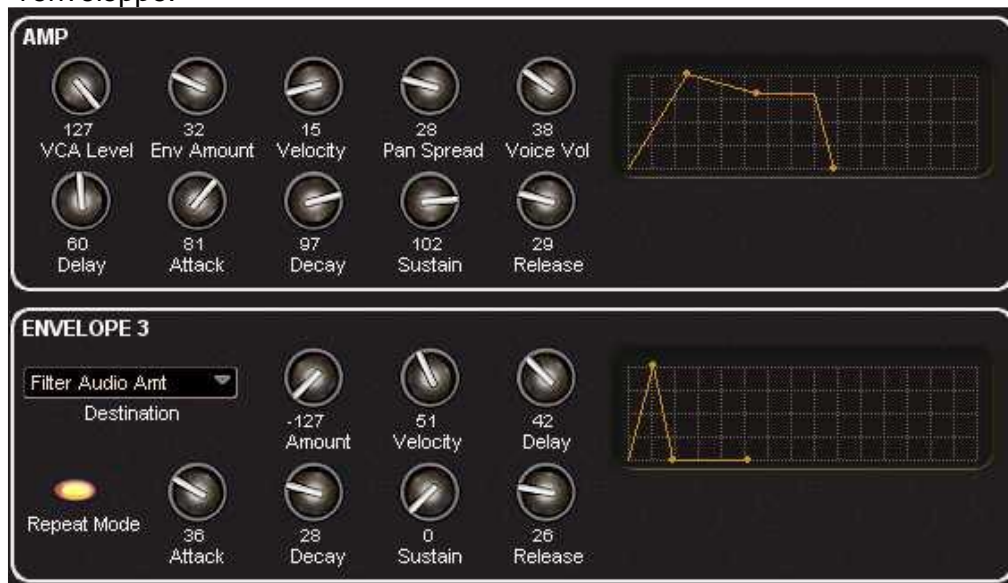 l'enveloppe.
AMP
127 32 15 28 38
VCA Level Env Amount Velocity Pan Spread Voice Vol
60 81 97 102 29
Delay Attack Decay Sustain Release
ENVELOPE 3
Filter Audio Amt
Destination
-127 51 42
Amount Velocity Delay
Repeat Mode
36 28 0 26
Attack Decay Sustain Release